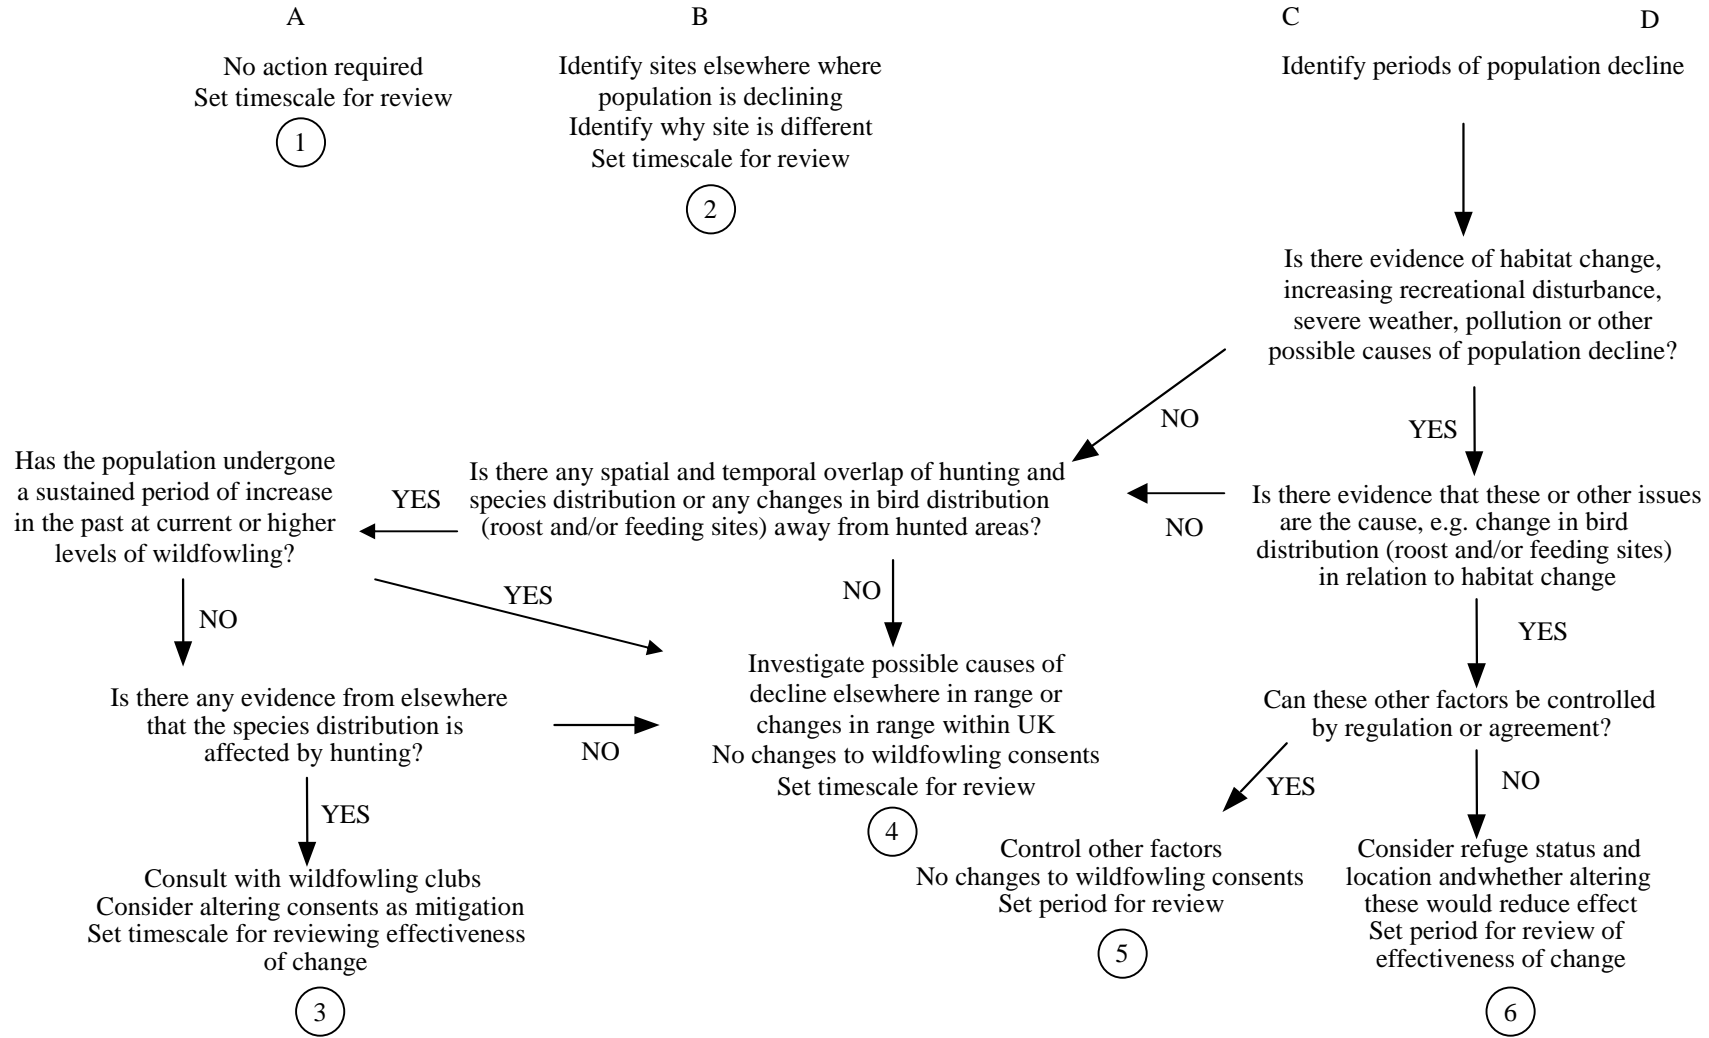 A
B
C
D
No action required
Set timescale for review
1
Identify sites elsewhere where
population is declining
Identify why site is different
Set timescale for review
2
Identify periods of population decline
Is there evidence of habitat change,
increasing recreational disturbance,
severe weather, pollution or other
possible causes of population decline?
NO
YES
Has the population undergone
a sustained period of increase
in the past at current or higher
levels of wildfowling?
YES
Is there any spatial and temporal overlap of hunting and
species distribution or any changes in bird distribution
(roost and/or feeding sites) away from hunted areas?
NO
Is there evidence that these or other issues
are the cause, e.g. change in bird
distribution (roost and/or feeding sites)
in relation to habitat change
NO
YES
NO
YES
Is there any evidence from elsewhere
that the species distribution is
affected by hunting?
NO
Investigate possible causes of
decline elsewhere in range or
changes in range within UK
No changes to wildfowling consents
Set timescale for review
4
Can these other factors be controlled
by regulation or agreement?
YES
NO
YES
Consult with wildfowling clubs
Consider altering consents as mitigation
Set timescale for reviewing effectiveness
of change
3
Control other factors
No changes to wildfowling consents
Set period for review
5
Consider refuge status and
location andwhether altering
these would reduce effect
Set period for review of
effectiveness of change
6